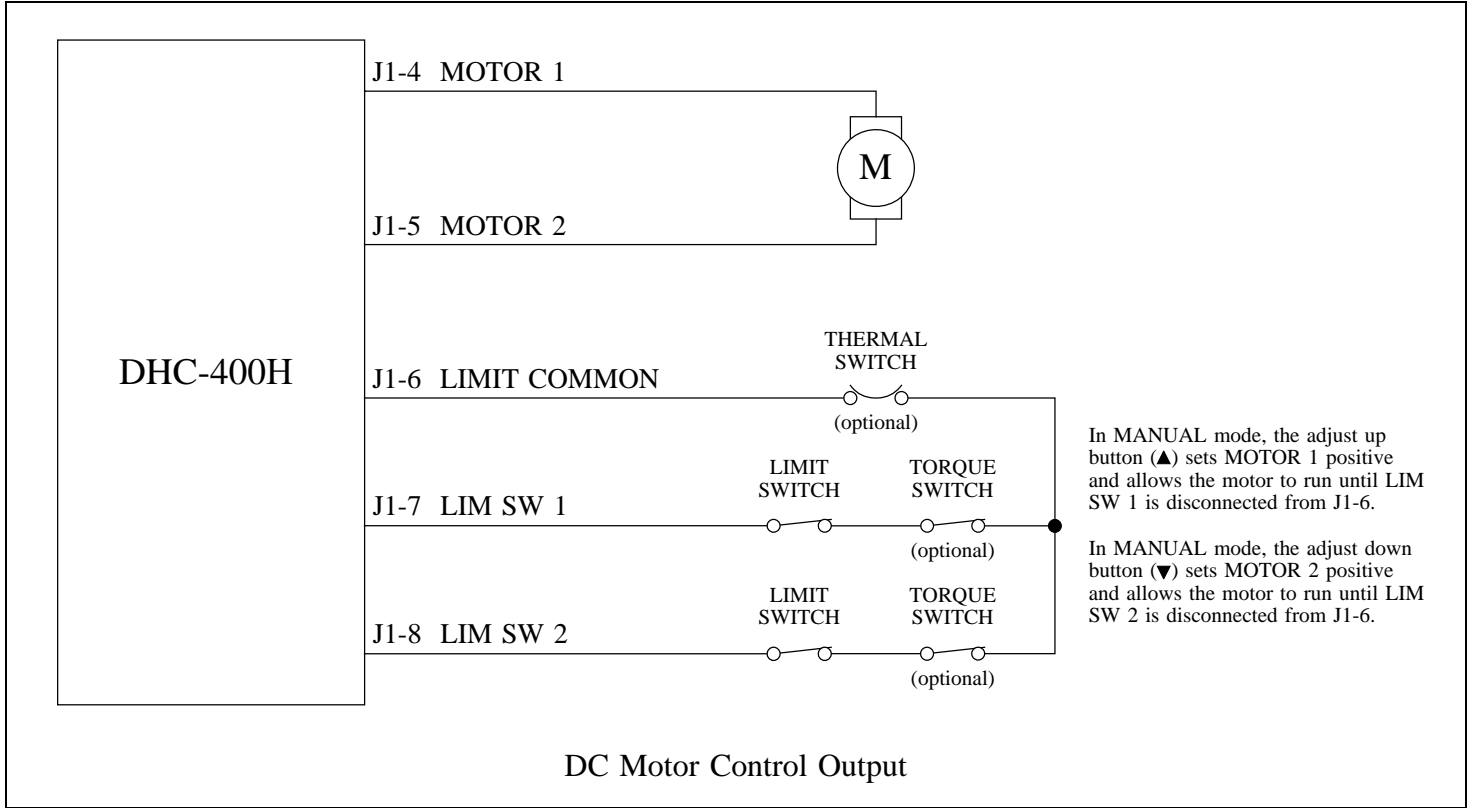 J1-4 MOTOR 1
M
J1-5 MOTOR 2
DHC-400H
THERMAL
SWITCH
J1-6 LIMIT COMMON
(optional)
LIMIT
SWITCH
TORQUE
SWITCH
J1-7 LIM SW 1
(optional)
LIMIT
SWITCH
TORQUE
SWITCH
J1-8 LIM SW 2
(optional)
In MANUAL mode, the adjust up
button (▲) sets MOTOR 1 positive
and allows the motor to run until LIM
SW 1 is disconnected from J1-6.
In MANUAL mode, the adjust down
button (▼) sets MOTOR 2 positive
and allows the motor to run until LIM
SW 2 is disconnected from J1-6.
DC Motor Control Output